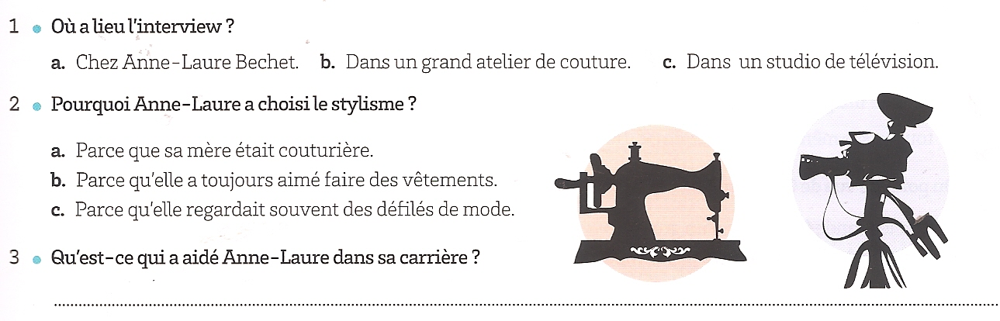 1 • Où a lieu l'interview ?
a. Chez Anne-Laure Bechet. b. Dans un grand atelier de couture. c. Dans un studio de télévision.
2 • Pourquoi Anne-Laure a choisi le stylisme ?
a. Parce que sa mère était couturière.
b. Parce qu'elle a toujours aimé faire des vêtements.
c. Parce qu'elle regardait souvent des défilés de mode.
3 • Qu'est-ce qui a aidé Anne-Laure dans sa carrière ?